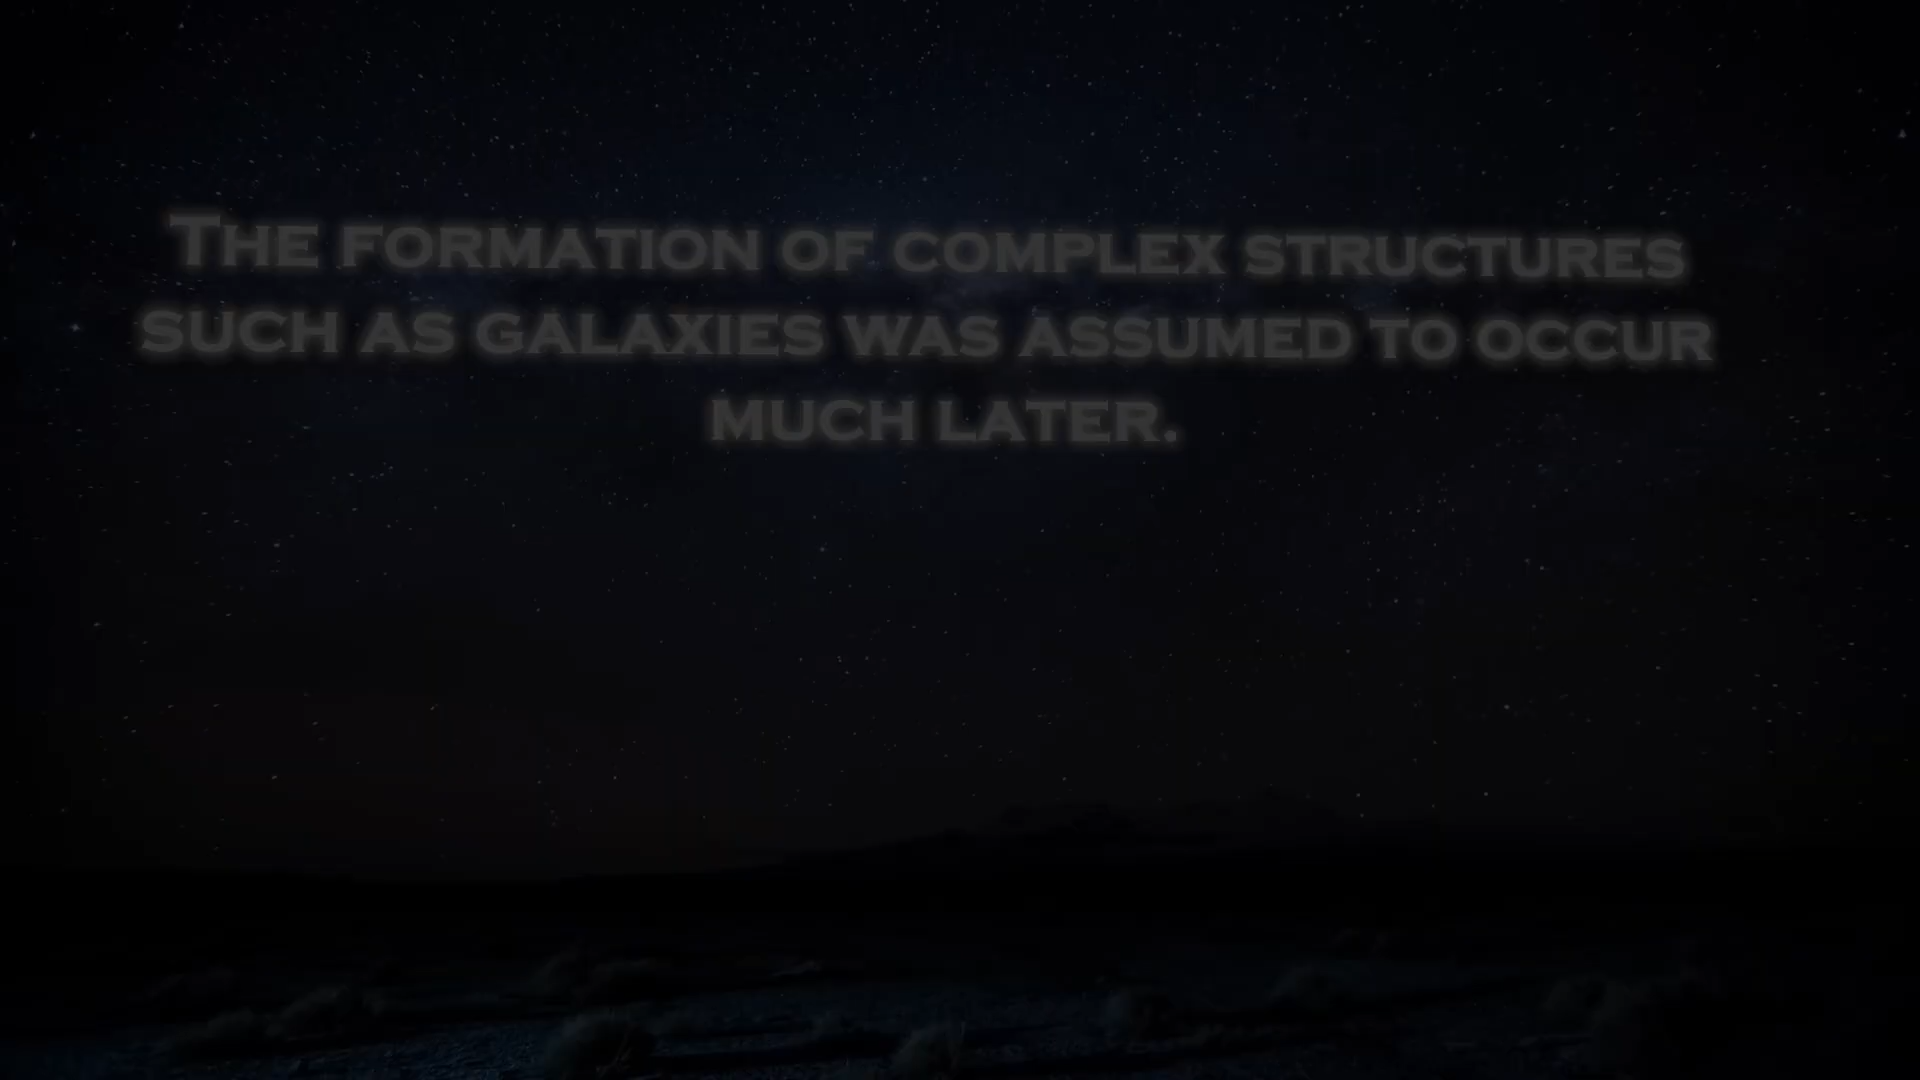 The formation of complex structures
such as galaxies was assumed to occur
much later.